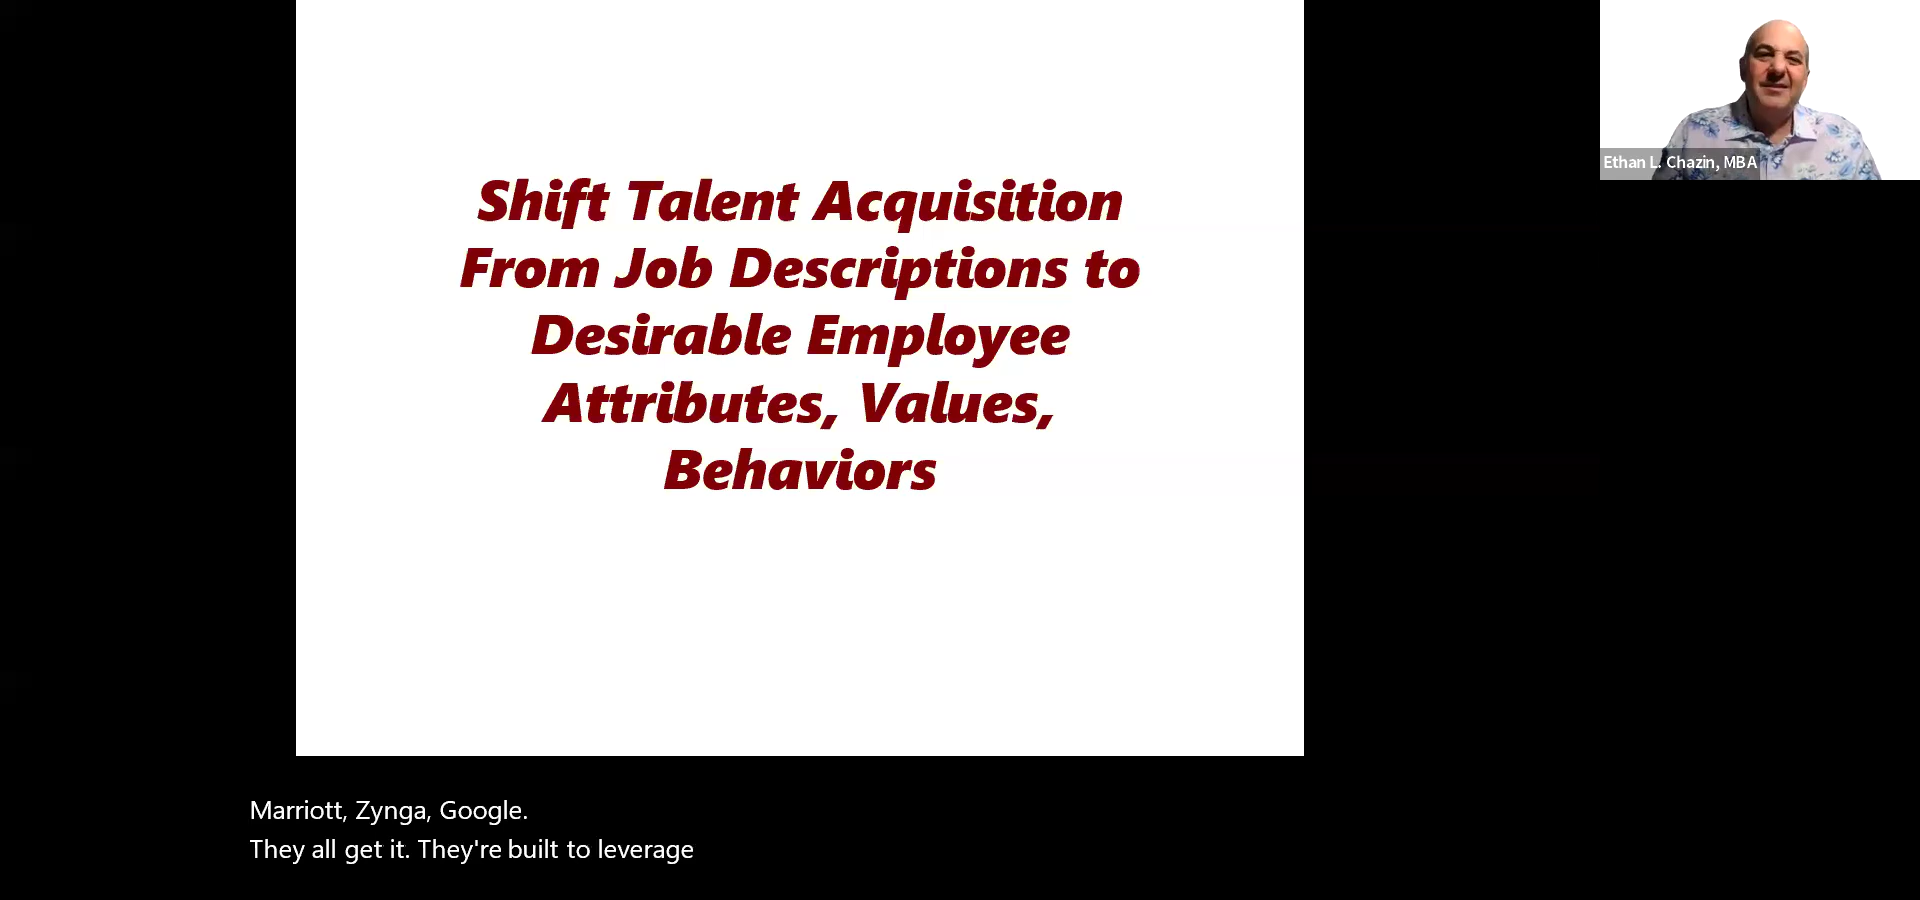 Shift Talent Acquisition
From Job Descriptions to
Desirable Employee
Attributes, Values,
Behaviors
Ethan L. Chazin, MBA
Marriott, Zynga, Google.
They all get it. They're built to leverage